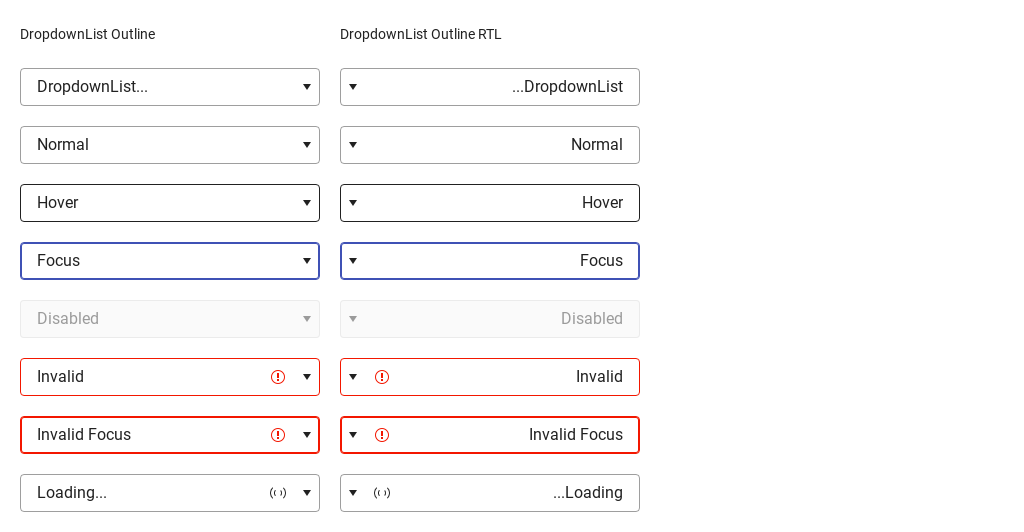 DropdownList Outline
DropdownList...
Normal
Hover
Focus
Disabled
Invalid
Invalid Focus
Loading...
DropdownList Outline RTL
...DropdownList
Normal
Hover
Focus
Disabled
Invalid
Invalid Focus
...Loading